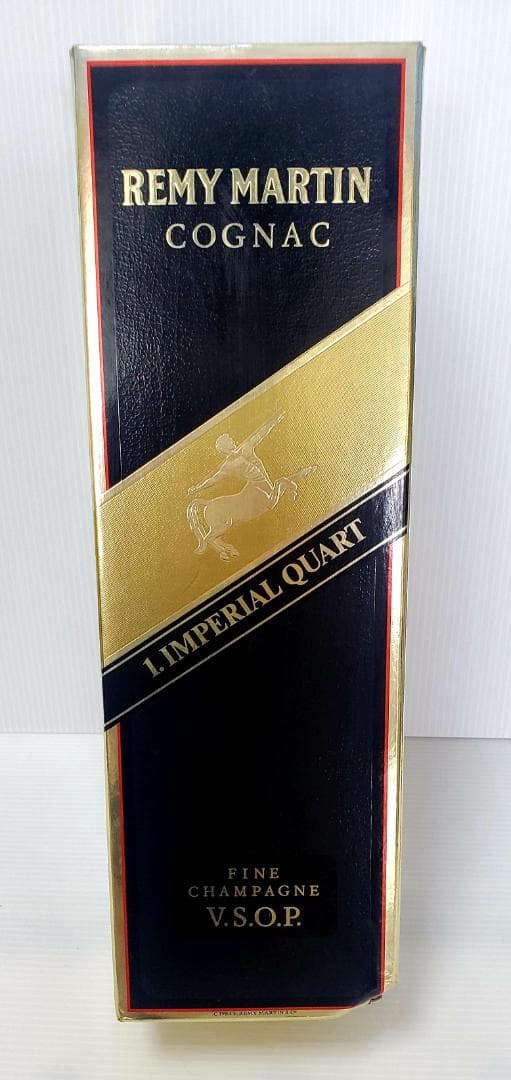 REMY MARTIN
COGNAC
1. IMPERIAL QUART
FINE
CHAMPAGNE
V.S.O.P.